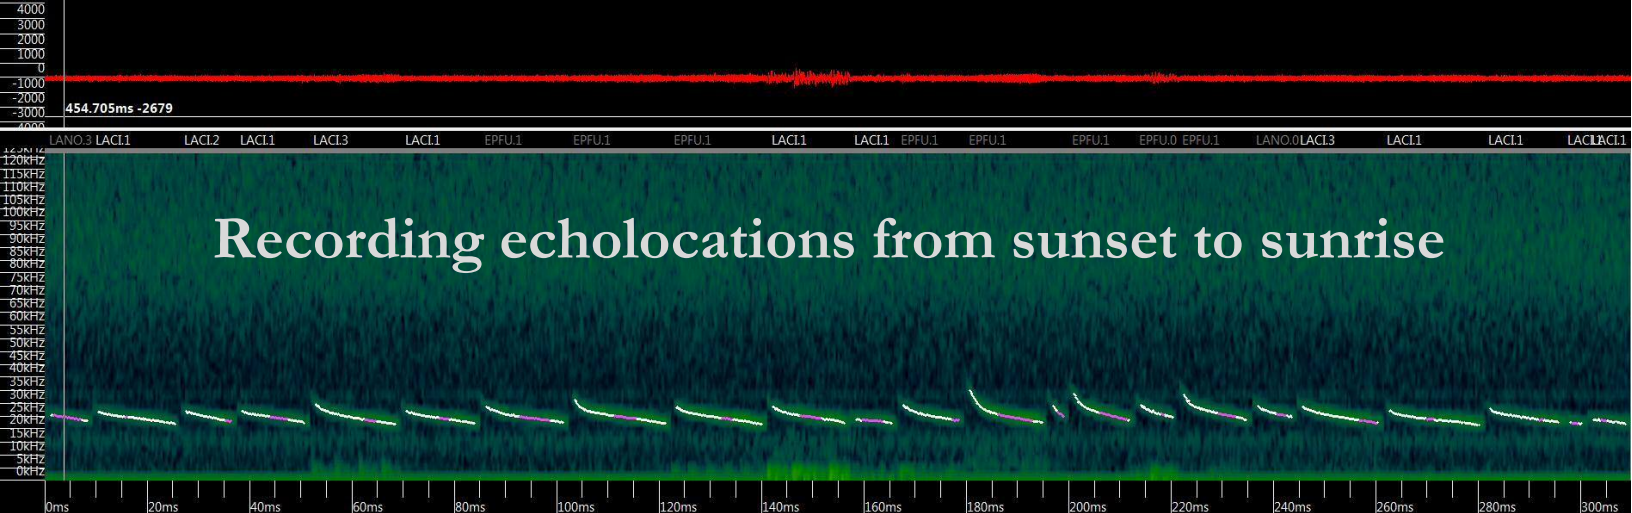 4000
3000
2000
1000
0
-1000
-2000
-3000
454.705ms -2679
LANO.3 LACI.1 LACI.2 LACI.1 LACI.3 LACI.1 EPFU.1 EPFU.1 EPFU.1 LACI.1 LACI.1 EPFU.1 EPFU.1 EPFU.1 EPFU.0 EPFU.1 LANO.0 LACI.3 LACI.1 LACI.1 LACI.1
120kHz
115kHz
110kHz
105kHz
100kHz
95kHz
90kHz
85kHz
80kHz
75kHz
70kHz
65kHz
60kHz
55kHz
50kHz
45kHz
40kHz
35kHz
30kHz
25kHz
20kHz
15kHz
10kHz
5kHz
0kHz
Recording echolocations from sunset to sunrise
0ms 20ms 40ms 60ms 80ms 100ms 120ms 140ms 160ms 180ms 200ms 220ms 240ms 260ms 280ms 300ms